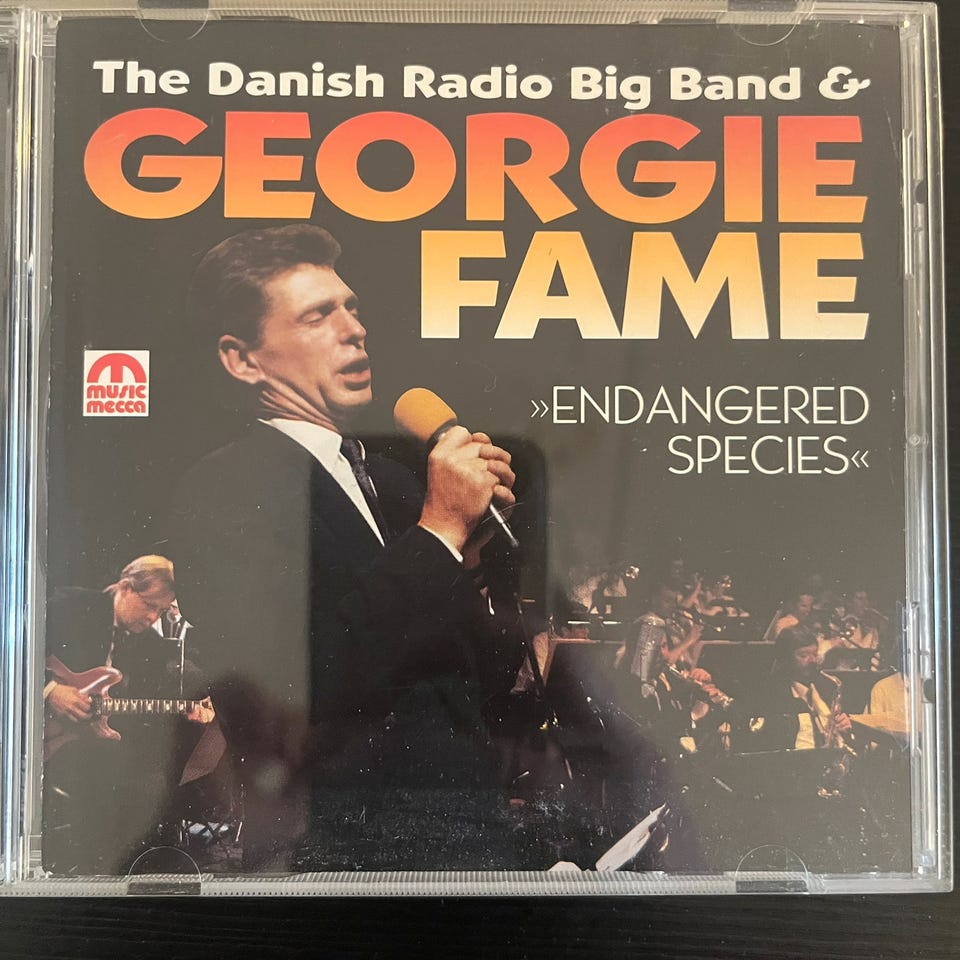 The Danish Radio Big Band &
GEORGIE
FAME
music
mecca
»ENDANGERED
SPECIES«